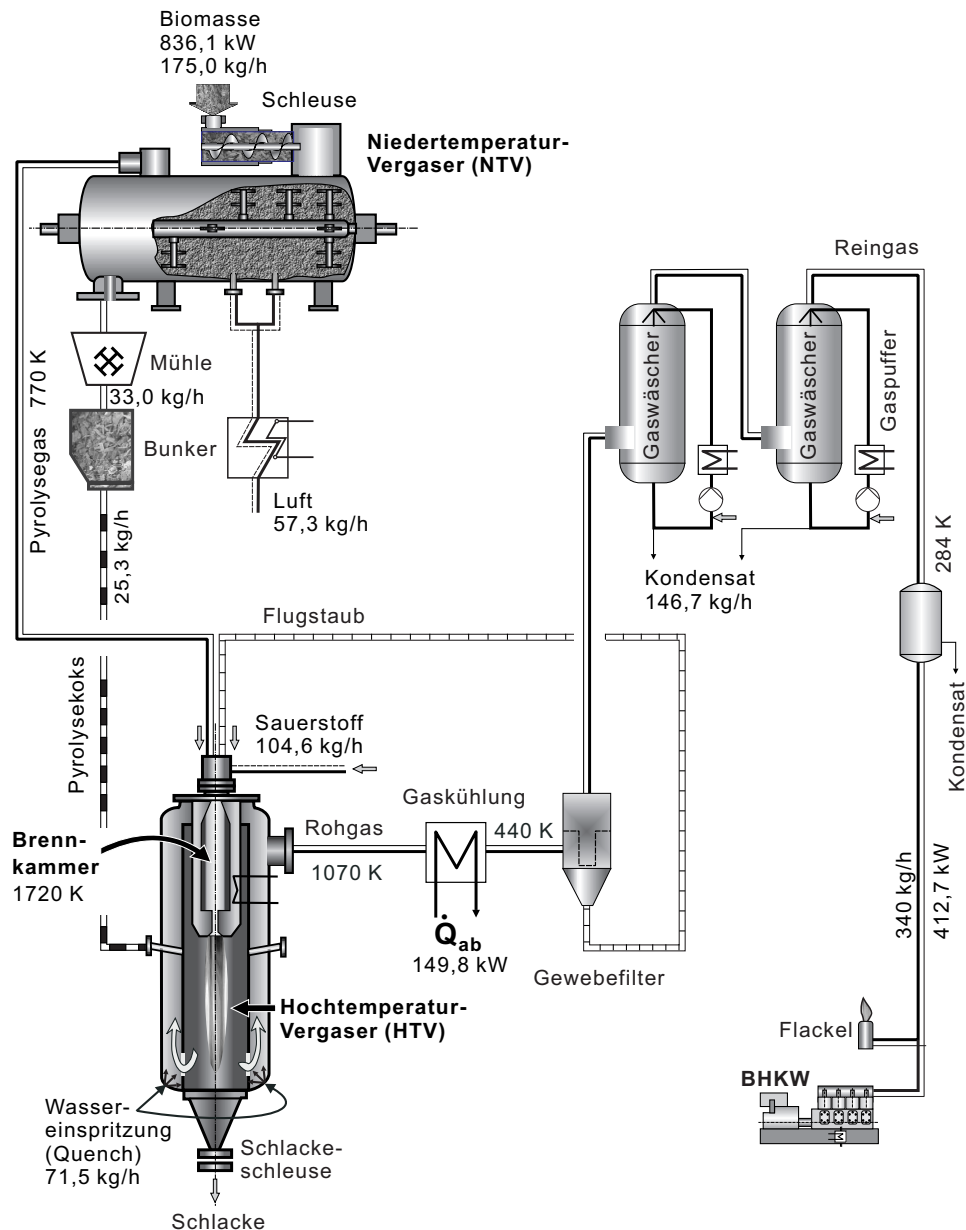 Biomasse
836,1 kW
175,0 kg/h
Schleuse
Niedertemperatur-
Vergaser (NTV)
Mühle
33,0 kg/h
Bunker
Luft
57,3 kg/h
Pyrolysegas 770 K
25,3 kg/h
Pyrolysekoks
Flugstaub
Sauerstoff
104,6 kg/h
Brenn-
kammer
1720 K
Rohgas
1070 K
Gaskühlung
440 K
Q̇ab
149,8 kW
Gewebefilter
Hochtemperatur-
Vergaser (HTV)
Wasser-
einspritzung
(Quench)
71,5 kg/h
Schlacke-
schleuse
Schlacke
Reingas
Gaswäscher
Gaswäscher
Gaspuffer
Kondensat
146,7 kg/h
284 K
Kondensat
340 kg/h
412,7 kW
Flackel
BHKW